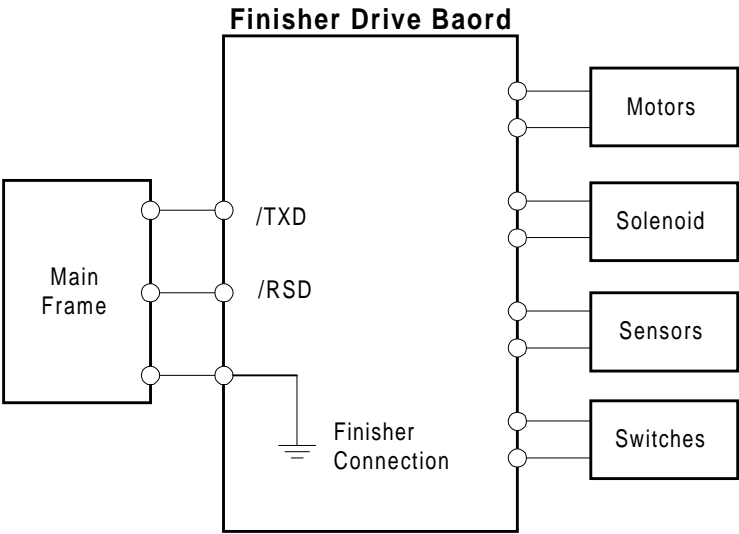 Finisher Drive Baord
Motors
/TXD
Solenoid
Main
Frame
/RSD
Sensors
Finisher
Connection
Switches